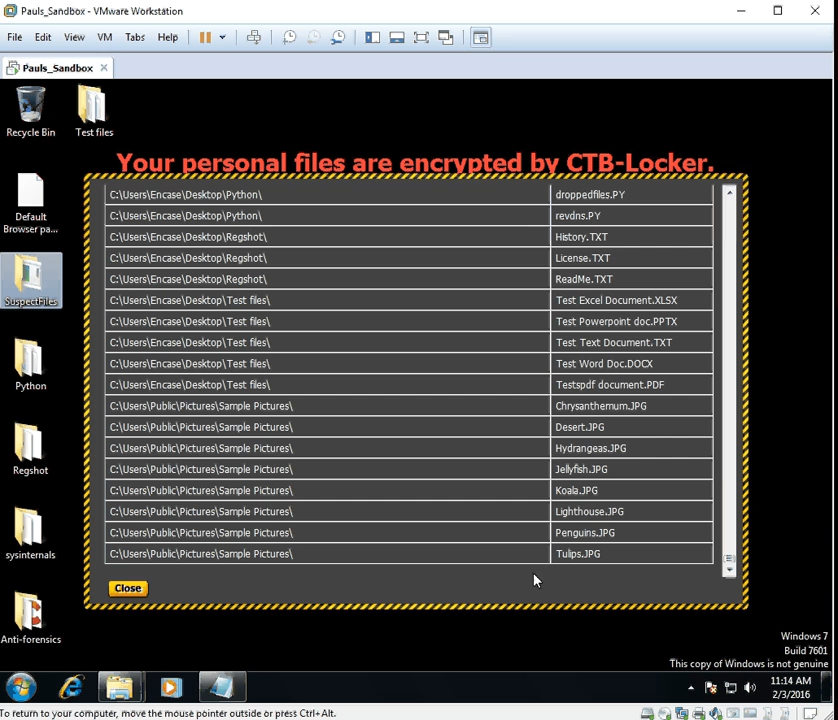 Pauls_Sandbox - VMware Workstation
File Edit View VM Tabs Help
Pauls_Sandbox
Recycle Bin
Test files
Default
Browser pa...
SuspectFiles
Python
Regshot
sysinternals
Anti-forensics
Your personal files are encrypted by CTB-Locker.
C:\Users\Encase\Desktop\Python\ droppedfiles.PY
C:\Users\Encase\Desktop\Python\ revdns.PY
C:\Users\Encase\Desktop\Regshot\ History.TXT
C:\Users\Encase\Desktop\Regshot\ License.TXT
C:\Users\Encase\Desktop\Regshot\ ReadMe.TXT
C:\Users\Encase\Desktop\Test files\ Test Excel Document.XLSX
C:\Users\Encase\Desktop\Test files\ Test Powerpoint doc.PPTX
C:\Users\Encase\Desktop\Test files\ Test Text Document.TXT
C:\Users\Encase\Desktop\Test files\ Test Word Doc.DOCX
C:\Users\Encase\Desktop\Test files\ Testspdf document.PDF
C:\Users\Public\Pictures\Sample Pictures\ Chrysanthemum.JPG
C:\Users\Public\Pictures\Sample Pictures\ Desert.JPG
C:\Users\Public\Pictures\Sample Pictures\ Hydrangeas.JPG
C:\Users\Public\Pictures\Sample Pictures\ Jellyfish.JPG
C:\Users\Public\Pictures\Sample Pictures\ Koala.JPG
C:\Users\Public\Pictures\Sample Pictures\ Lighthouse.JPG
C:\Users\Public\Pictures\Sample Pictures\ Penguins.JPG
C:\Users\Public\Pictures\Sample Pictures\ Tulips.JPG
Close
Windows 7
Build 7601
This copy of Windows is not genuine
11:14 AM
2/3/2016
To return to your computer, move the mouse pointer outside or press Ctrl+Alt.